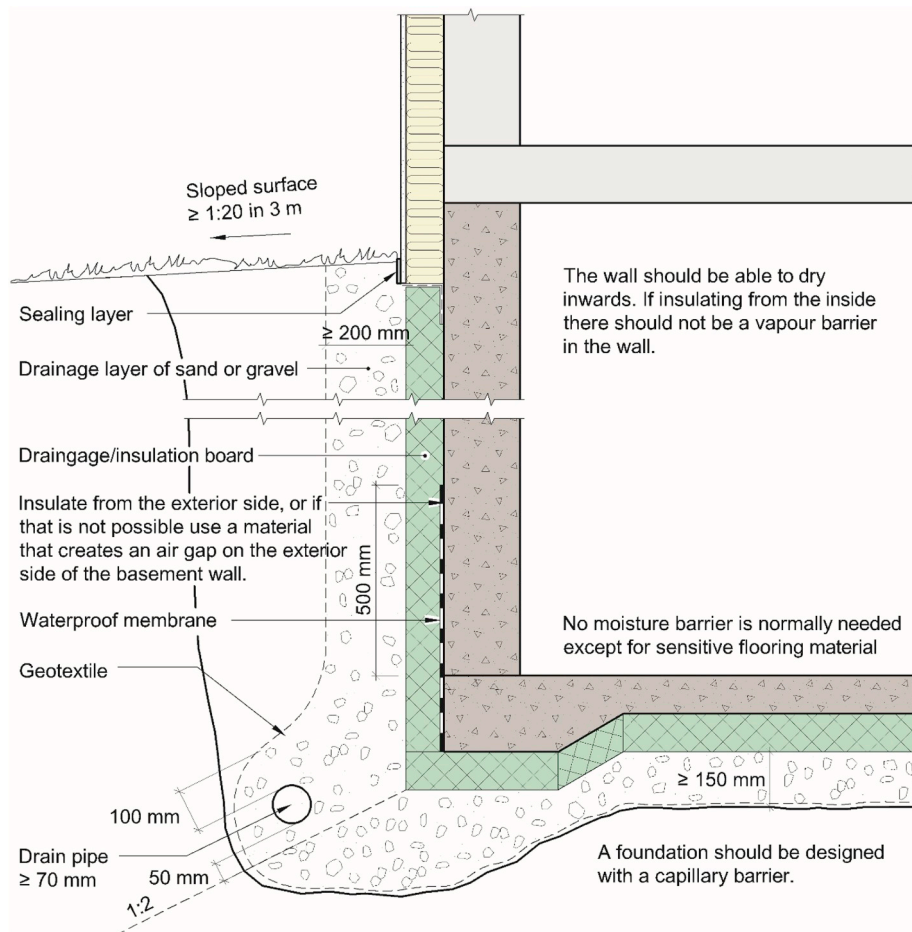 Sloped surface
≥ 1:20 in 3 m
Sealing layer
≥ 200 mm
The wall should be able to dry
inwards. If insulating from the inside
there should not be a vapour barrier
in the wall.
Drainage layer of sand or gravel
Draingage/insulation board
Insulate from the exterior side, or if
that is not possible use a material
that creates an air gap on the exterior
side of the basement wall.
500 mm
Waterproof membrane
No moisture barrier is normally needed
except for sensitive flooring material
Geotextile
≥ 150 mm
100 mm
Drain pipe
≥ 70 mm
50 mm
1:2
A foundation should be designed
with a capillary barrier.